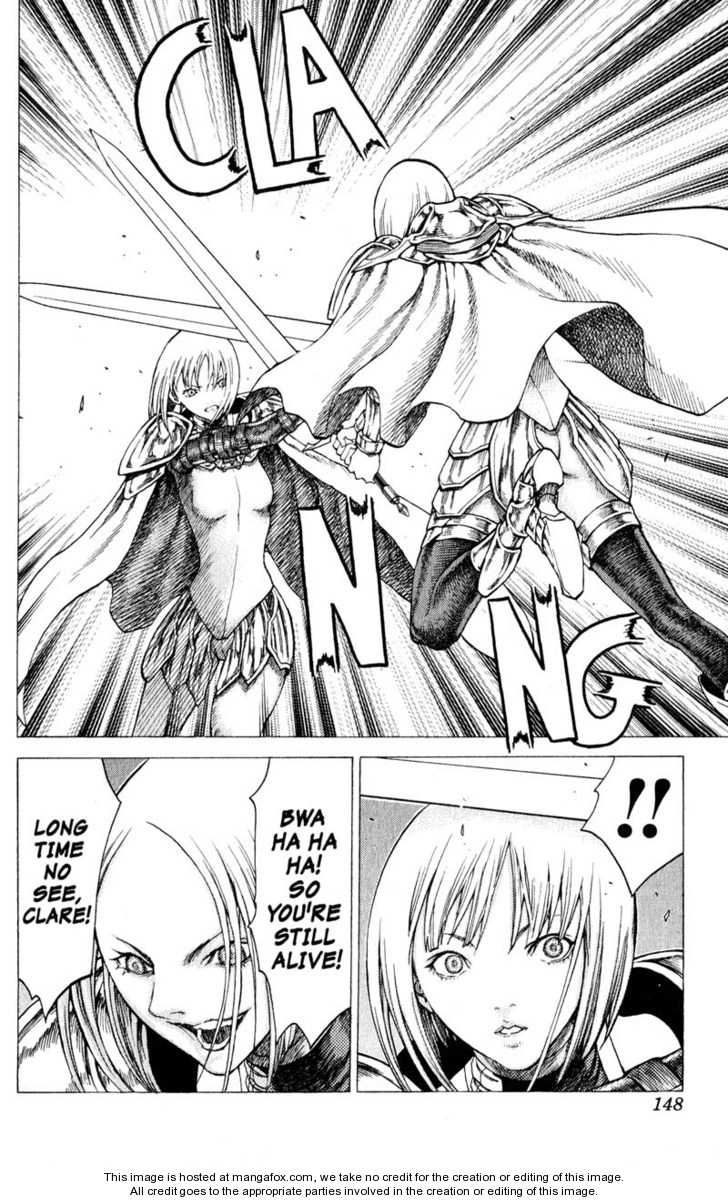 CLA
N
NG
!!
BWA
HA HA
HA!
SO
YOU'RE
STILL
ALIVE!
LONG
TIME
NO
SEE,
CLARE!
148
This image is hosted at mangafox.com, we take no credit for the creation or editing of this image.
All credit goes to the appropriate parties involved in the creation or editing of this image.